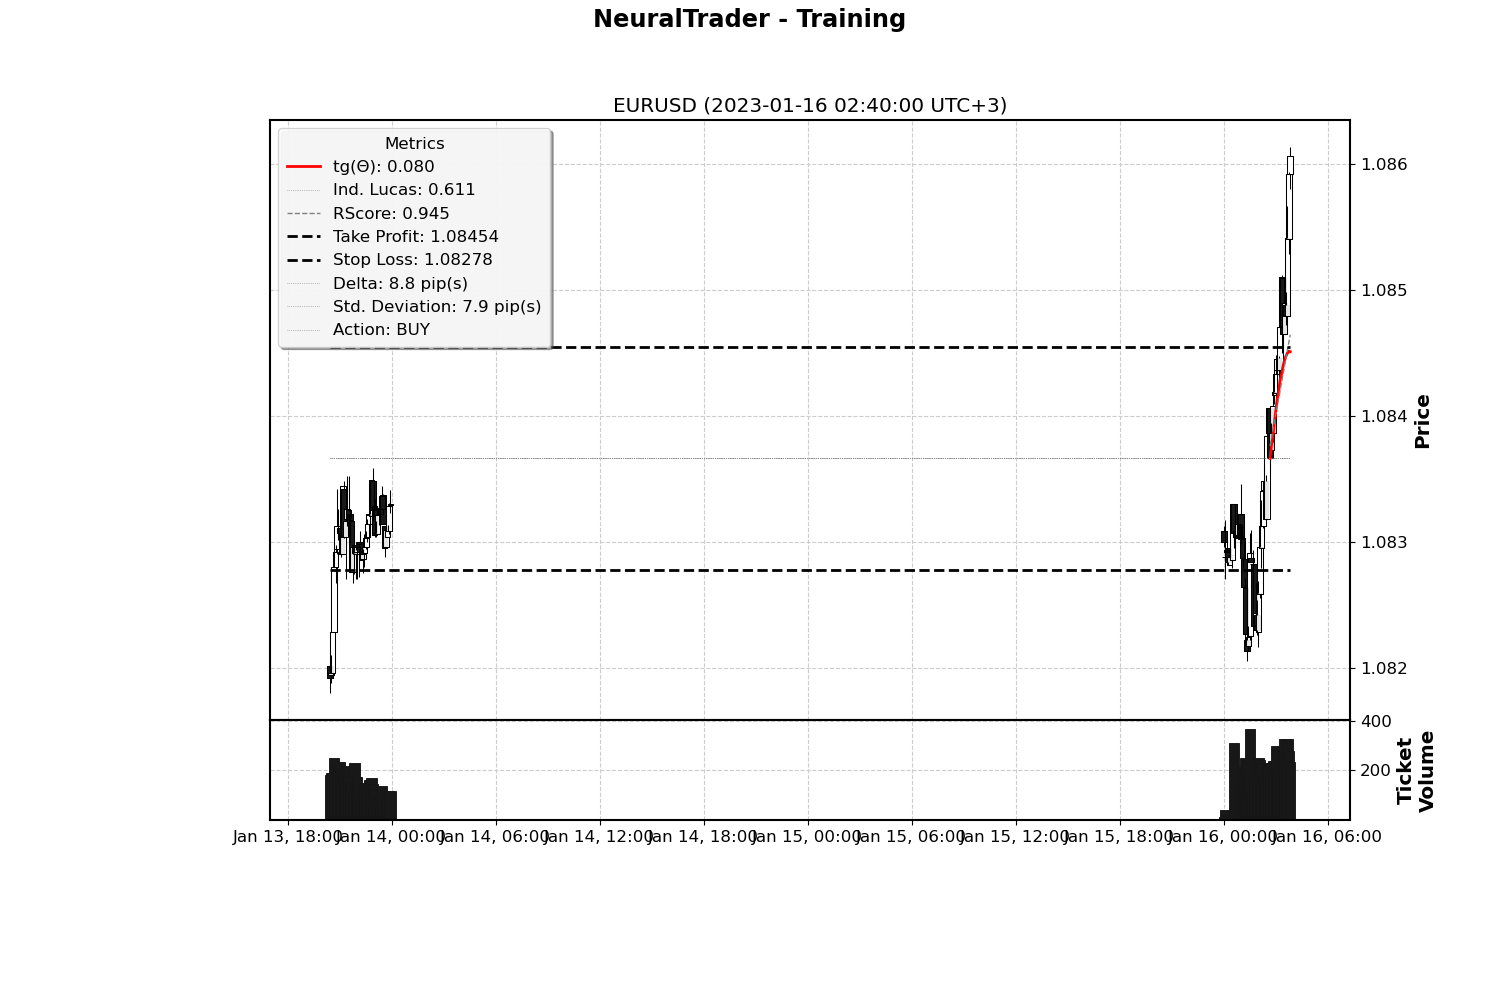 NeuralTrader - Training
EURUSD (2023-01-16 02:40:00 UTC+3)
Metrics
tg(Θ): 0.080
Ind. Lucas: 0.611
RScore: 0.945
Take Profit: 1.08454
Stop Loss: 1.08278
Delta: 8.8 pip(s)
Std. Deviation: 7.9 pip(s)
Action: BUY
1.086
1.085
1.084
1.083
1.082
Price
400
200
Ticket
Volume
Jan 13, 18:00
Jan 14, 00:00
Jan 14, 06:00
Jan 14, 12:00
Jan 14, 18:00
Jan 15, 00:00
Jan 15, 06:00
Jan 15, 12:00
Jan 15, 18:00
Jan 16, 00:00
Jan 16, 06:00